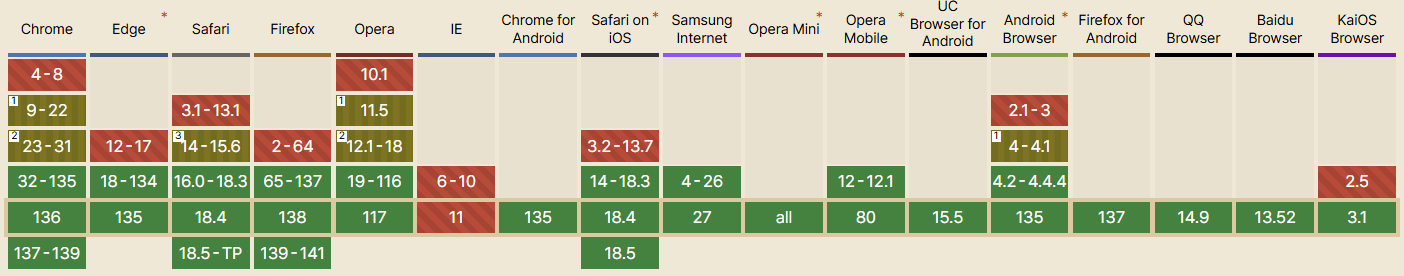 Chrome
Edge *
Safari
Firefox
Opera
IE
Chrome for
Android
Safari on *
iOS
Samsung
Internet
Opera Mini *
Opera *
Mobile
UC
Browser for
Android
Android *
Browser
Firefox for
Android
QQ
Browser
Baidu
Browser
KaiOS
Browser
4-8 10.1
1 9-22 3.1-13.1 1 11.5 2.1-3
2 23-31 12-17 3 14-15.6 2-64 2 12.1-18 3.2-13.7 1 4-4.1
32-135 18-134 16.0-18.3 65-137 19-116 6-10 14-18.3 4-26 12-12.1 4.2-4.4.4 2.5
136 135 18.4 138 117 11 135 18.4 27 all 80 15.5 135 137 14.9 13.52 3.1
137-139 18.5-TP 139-141 18.5